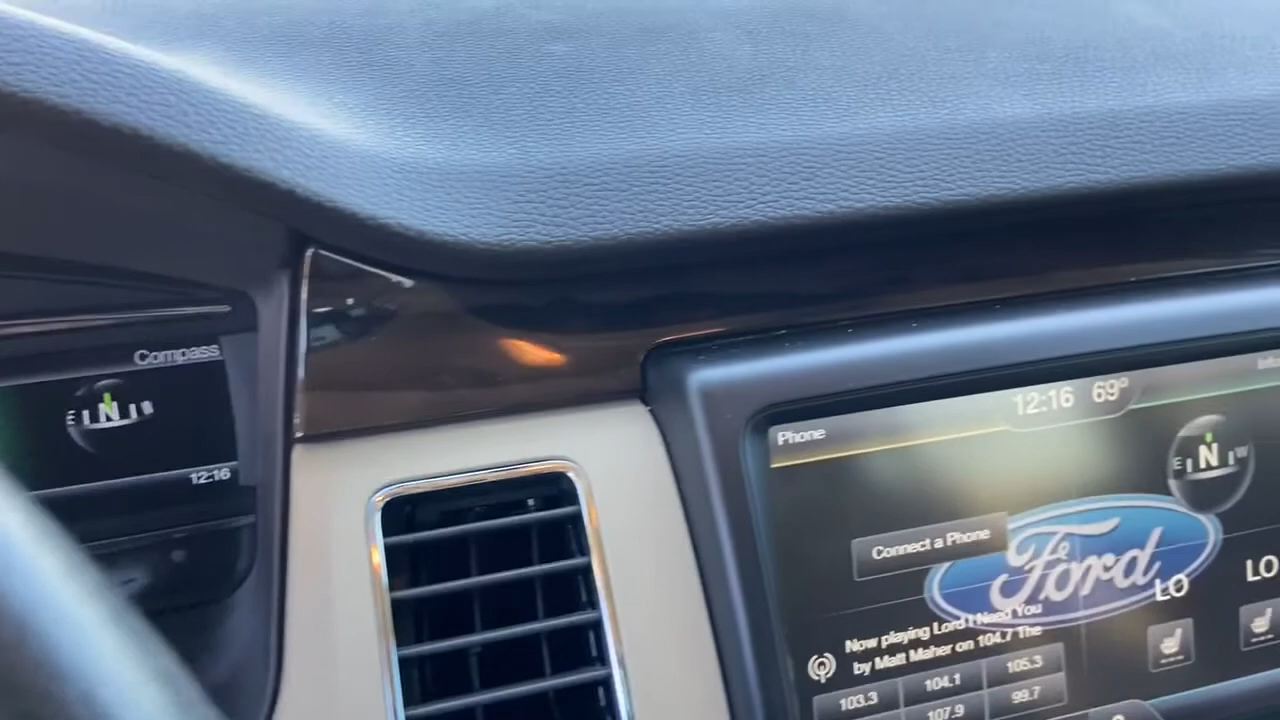 Compass
E N W
12:16
12:16 69°
Phone
E N W
Connect a Phone
Ford
LO
LO
Now playing Lord I Need You
by Matt Maher on 104.7 The
103.3
104.1
105.3
107.9
99.7